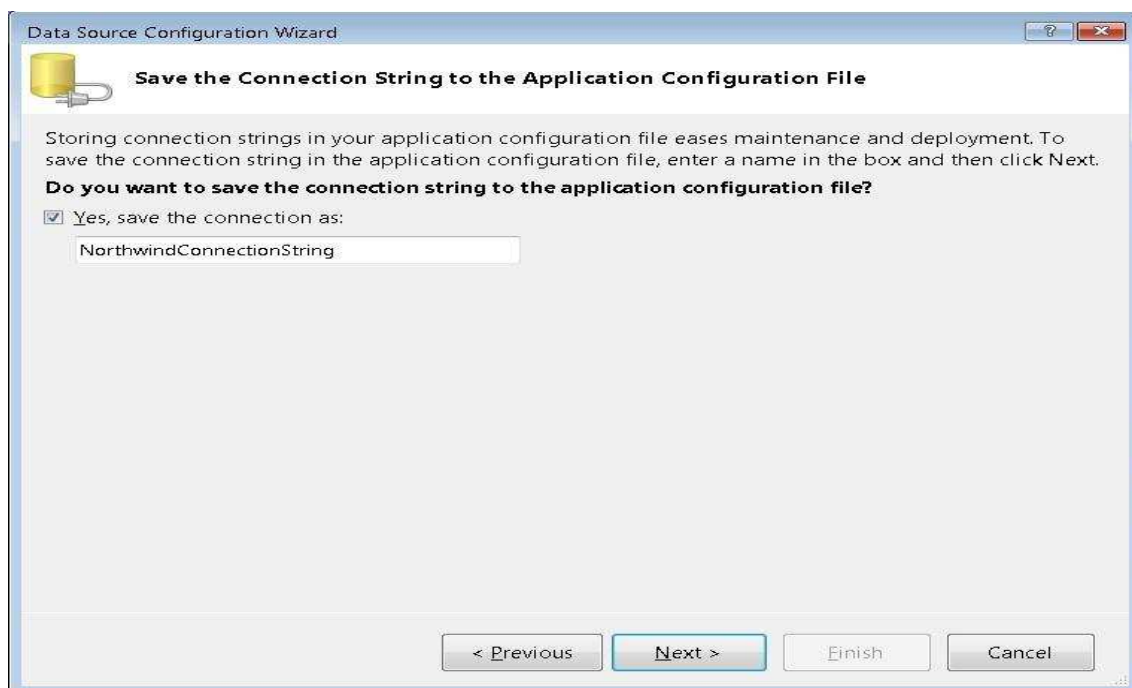 Data Source Configuration Wizard
Save the Connection String to the Application Configuration File
Storing connection strings in your application configuration file eases maintenance and deployment. To
save the connection string in the application configuration file, enter a name in the box and then click Next.
Do you want to save the connection string to the application configuration file?
Yes, save the connection as:
NorthwindConnectionString
< Previous Next > Finish Cancel